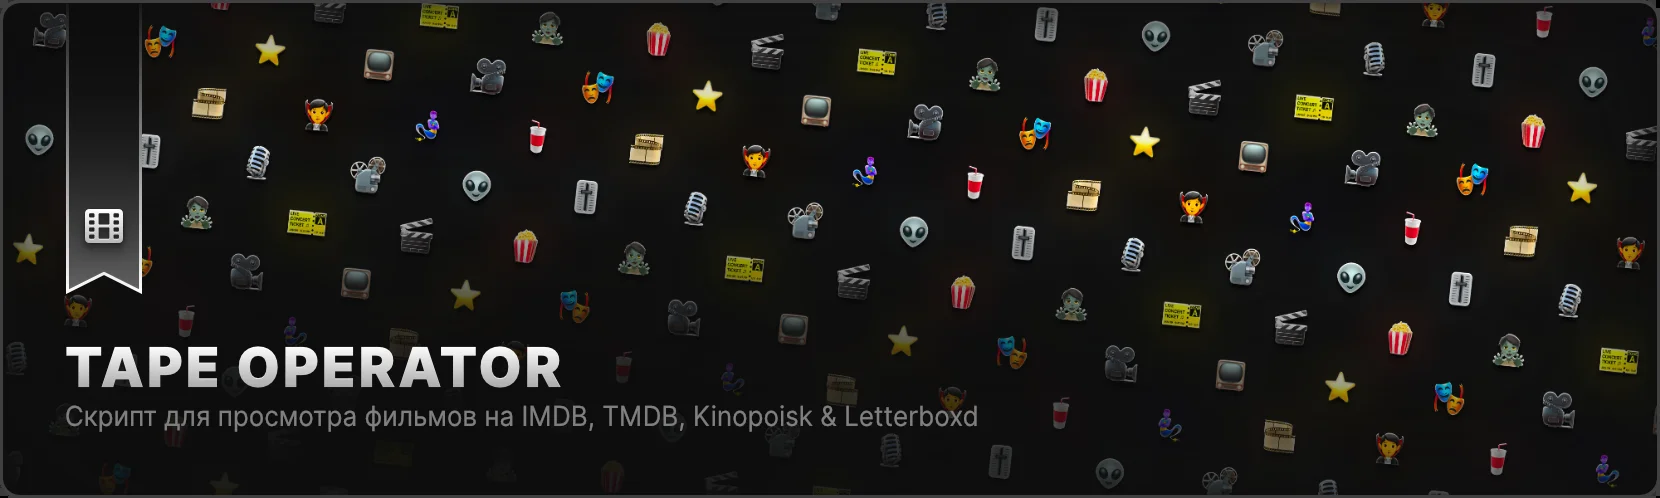 TAPE OPERATOR
Скрипт для просмотра фильмов на IMDB, TMDB, Kinopoisk & Letterboxd